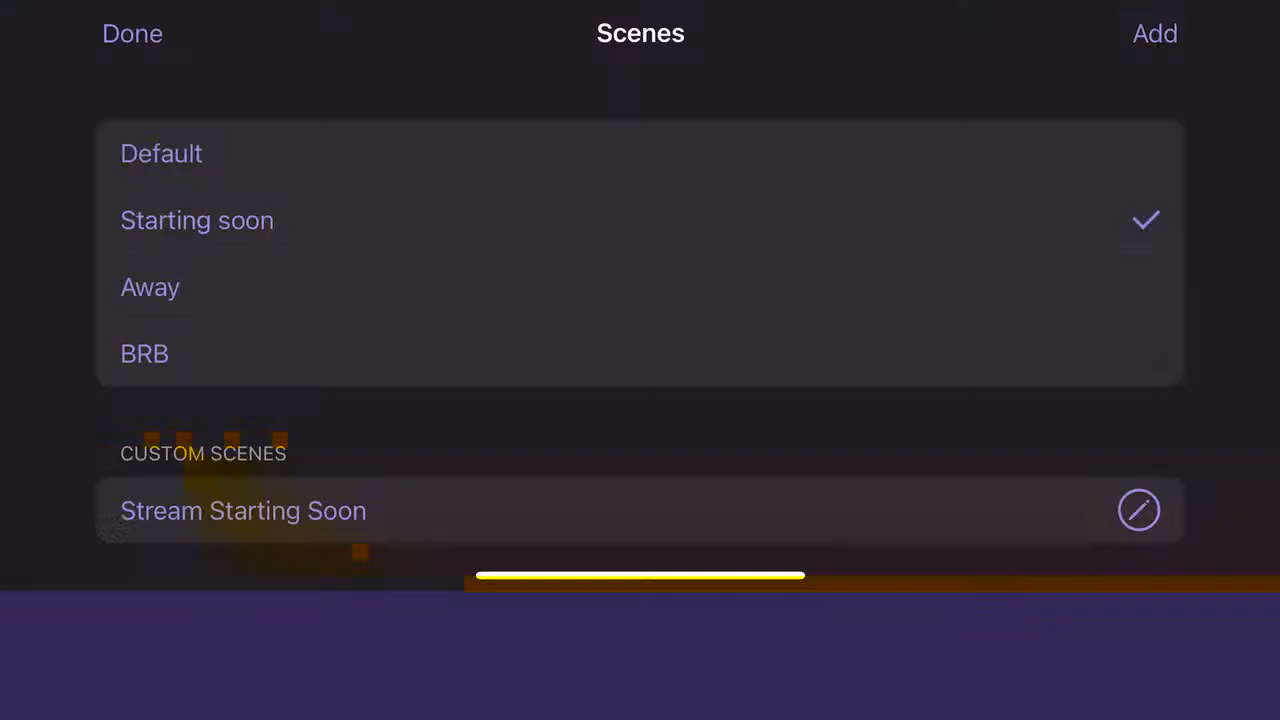 Done
Scenes
Add
Default
Starting soon
Away
BRB
CUSTOM SCENES
Stream Starting Soon